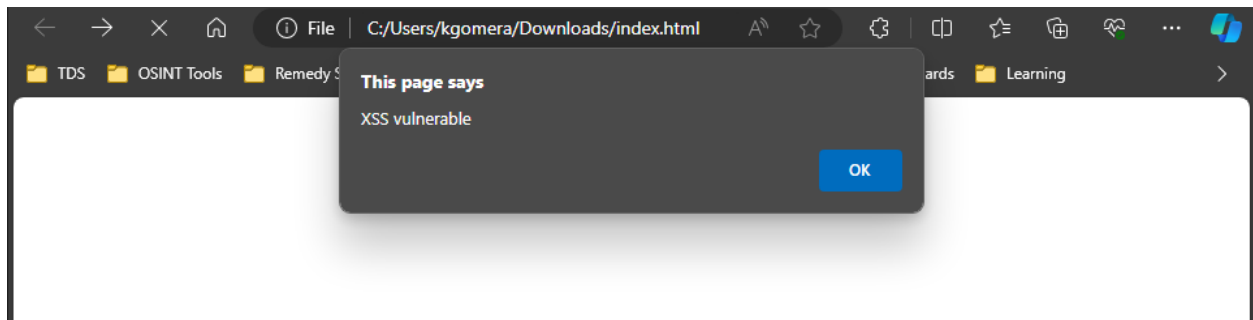 File C:/Users/kgomera/Downloads/index.html
TDS OSINT Tools Remedy ards Learning
This page says
XSS vulnerable
OK